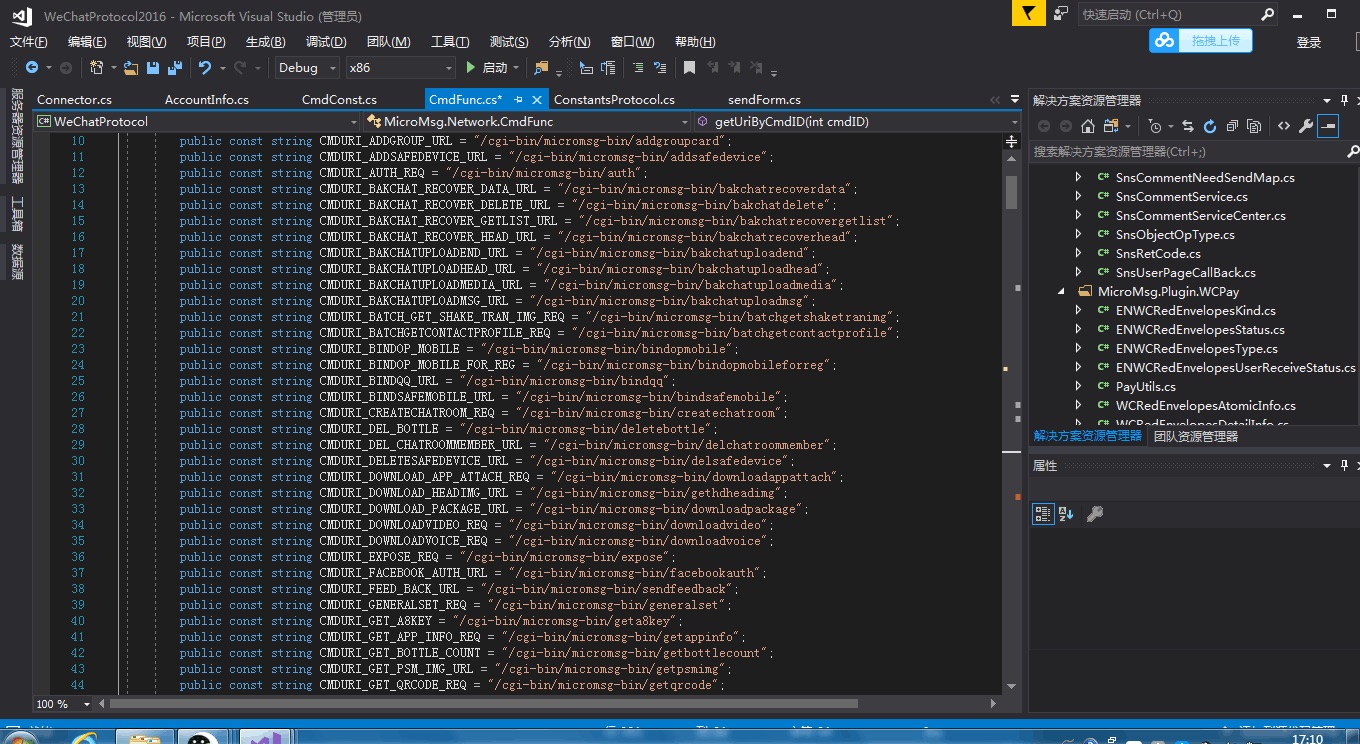 WeChatProtocol2016 - Microsoft Visual Studio (管理员)
快速启动 (Ctrl+Q)
文件(F) 编辑(E) 视图(V) 项目(P) 生成(B) 调试(D) 团队(M) 工具(T) 测试(S) 分析(N) 窗口(W) 帮助(H)
拖拽上传
登录
Debug x86 启动
服务器资源管理器
工具箱
数据源
Connector.cs AccountInfo.cs CmdConst.cs CmdFunc.cs* ConstantsProtocol.cs sendForm.cs
WeChatProtocol MicroMsg.Network.CmdFunc getUriByCmdID(int cmdID)
10 public const string CMDURI_ADDGROUP_URL = "/cgi-bin/micromsg-bin/addgroupcard";
11 public const string CMDURI_ADDSAFEDEVICE_URL = "/cgi-bin/micromsg-bin/addsafedevice";
12 public const string CMDURI_AUTH_REQ = "/cgi-bin/micromsg-bin/auth";
13 public const string CMDURI_BAKCHAT_RECOVER_DATA_URL = "/cgi-bin/micromsg-bin/bakchatrecoverdata";
14 public const string CMDURI_BAKCHAT_RECOVER_DELETE_URL = "/cgi-bin/micromsg-bin/bakchatdelete";
15 public const string CMDURI_BAKCHAT_RECOVER_GETLIST_URL = "/cgi-bin/micromsg-bin/bakchatrecovergetlist";
16 public const string CMDURI_BAKCHAT_RECOVER_HEAD_URL = "/cgi-bin/micromsg-bin/bakchatrecoverhead";
17 public const string CMDURI_BAKCHATUPLOADEND_URL = "/cgi-bin/micromsg-bin/bakchatuploadend";
18 public const string CMDURI_BAKCHATUPLOADHEAD_URL = "/cgi-bin/micromsg-bin/bakchatuploadhead";
19 public const string CMDURI_BAKCHATUPLOADMEDIA_URL = "/cgi-bin/micromsg-bin/bakchatuploadmedia";
20 public const string CMDURI_BAKCHATUPLOADMSG_URL = "/cgi-bin/micromsg-bin/bakchatuploadmsg";
21 public const string CMDURI_BATCH_GET_SHAKE_TRAN_IMG_REQ = "/cgi-bin/micromsg-bin/batchgetshaketranimg";
22 public const string CMDURI_BATCHGETCONTACTPROFILE_REQ = "/cgi-bin/micromsg-bin/batchgetcontactprofile";
23 public const string CMDURI_BINDOP_MOBILE = "/cgi-bin/micromsg-bin/bindopmobile";
24 public const string CMDURI_BINDOP_MOBILE_FOR_REG = "/cgi-bin/micromsg-bin/bindopmobileforreg";
25 public const string CMDURI_BINDQQ_URL = "/cgi-bin/micromsg-bin/bindqq";
26 public const string CMDURI_BINDSAFEMOBILE_URL = "/cgi-bin/micromsg-bin/bindsafemobile";
27 public const string CMDURI_CREATECHATROOM_REQ = "/cgi-bin/micromsg-bin/createchatroom";
28 public const string CMDURI_DEL_BOTTLE = "/cgi-bin/micromsg-bin/deletebottle";
29 public const string CMDURI_DEL_CHATROOMMEMBER_URL = "/cgi-bin/micromsg-bin/delchatroommember";
30 public const string CMDURI_DELETESAFEDEVICE_URL = "/cgi-bin/micromsg-bin/delsafedevice";
31 public const string CMDURI_DOWNLOAD_APP_ATTACH_REQ = "/cgi-bin/micromsg-bin/downloadappattach";
32 public const string CMDURI_DOWNLOAD_HEADIMG_URL = "/cgi-bin/micromsg-bin/gethdheadimg";
33 public const string CMDURI_DOWNLOAD_PACKAGE_URL = "/cgi-bin/micromsg-bin/downloadpackage";
34 public const string CMDURI_DOWNLOADVIDEO_REQ = "/cgi-bin/micromsg-bin/downloadvideo";
35 public const string CMDURI_DOWNLOADVOICE_REQ = "/cgi-bin/micromsg-bin/downloadvoice";
36 public const string CMDURI_EXPOSE_REQ = "/cgi-bin/micromsg-bin/expose";
37 public const string CMDURI_FACEBOOK_AUTH_URL = "/cgi-bin/micromsg-bin/facebookauth";
38 public const string CMDURI_FEED_BACK_URL = "/cgi-bin/micromsg-bin/sendfeedback";
39 public const string CMDURI_GENERALSET_REQ = "/cgi-bin/micromsg-bin/generalset";
40 public const string CMDURI_GET_A8KEY = "/cgi-bin/micromsg-bin/geta8key";
41 public const string CMDURI_GET_APP_INFO_REQ = "/cgi-bin/micromsg-bin/getappinfo";
42 public const string CMDURI_GET_BOTTLE_COUNT = "/cgi-bin/micromsg-bin/getbottlecount";
43 public const string CMDURI_GET_PSM_IMG_URL = "/cgi-bin/micromsg-bin/getpsmimg";
44 public const string CMDURI_GET_QRCODE_REQ = "/cgi-bin/micromsg-bin/getqrcode";
100 %
解决方案资源管理器
搜索解决方案资源管理器(Ctrl+;)
C# SnsCommentNeedSendMap.cs
C# SnsCommentService.cs
C# SnsCommentServiceCenter.cs
C# SnsObjectOpType.cs
C# SnsRetCode.cs
C# SnsUserPageCallBack.cs
MicroMsg.Plugin.WCPay
C# ENWCRedEnvelopesKind.cs
C# ENWCRedEnvelopesStatus.cs
C# ENWCRedEnvelopesType.cs
C# ENWCRedEnvelopesUserReceiveStatus.cs
C# PayUtils.cs
C# WCRedEnvelopesAtomicInfo.cs
C# WCRedEnvelopesDetailInfo.cs
解决方案资源管理器 团队资源管理器
属性
17:10